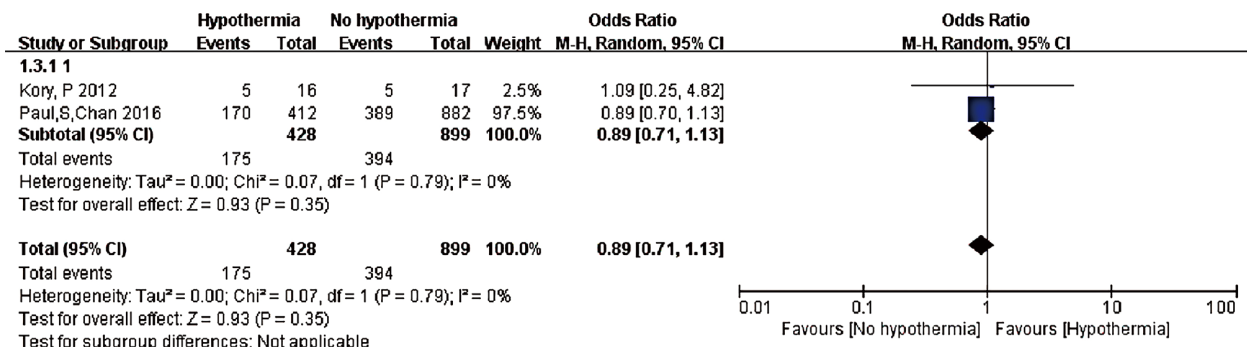 Hypothermia No hypothermia Odds Ratio Odds Ratio
Study or Subgroup Events Total Events Total Weight M-H, Random, 95% CI M-H, Random, 95% CI
1.3.1 1
Kory, P 2012 5 16 5 17 2.5% 1.09 [0.25, 4.82]
Paul,S,Chan 2016 170 412 389 882 97.5% 0.89 [0.70, 1.13]
Subtotal (95% CI) 428 899 100.0% 0.89 [0.71, 1.13]
Total events 175 394
Heterogeneity: Tau² = 0.00; Chi² = 0.07, df = 1 (P = 0.79); I² = 0%
Test for overall effect: Z = 0.93 (P = 0.35)
Total (95% CI) 428 899 100.0% 0.89 [0.71, 1.13]
Total events 175 394
Heterogeneity: Tau² = 0.00; Chi² = 0.07, df = 1 (P = 0.79); I² = 0%
Test for overall effect: Z = 0.93 (P = 0.35)
Test for subgroup differences: Not applicable
0.01 0.1 1 10 100
Favours [No hypothermia] Favours [Hypothermia]